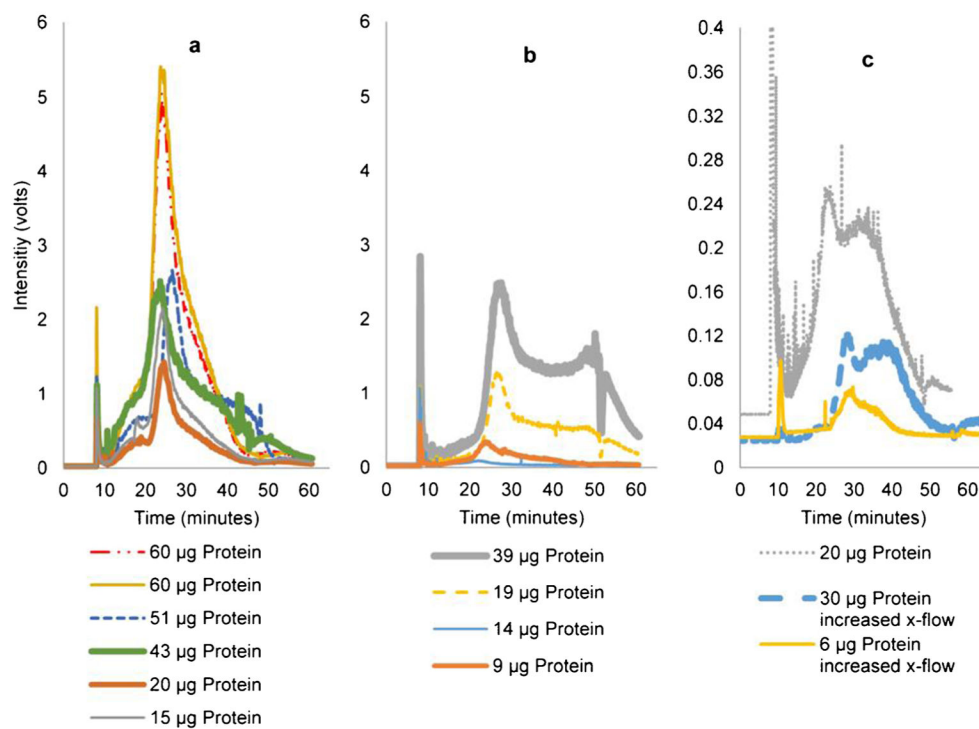 a
6
5
4
3
2
1
0
Intensitiy (volts)
0 10 20 30 40 50 60
Time (minutes)
60 µg Protein
60 µg Protein
51 µg Protein
43 µg Protein
20 µg Protein
15 µg Protein
b
6
5
4
3
2
1
0
0 10 20 30 40 50 60
Time (minutes)
39 µg Protein
19 µg Protein
14 µg Protein
9 µg Protein
c
0.4
0.36
0.32
0.28
0.24
0.2
0.16
0.12
0.08
0.04
0
0 10 20 30 40 50 60
Time (minutes)
20 µg Protein
30 µg Protein
increased x-flow
6 µg Protein
increased x-flow